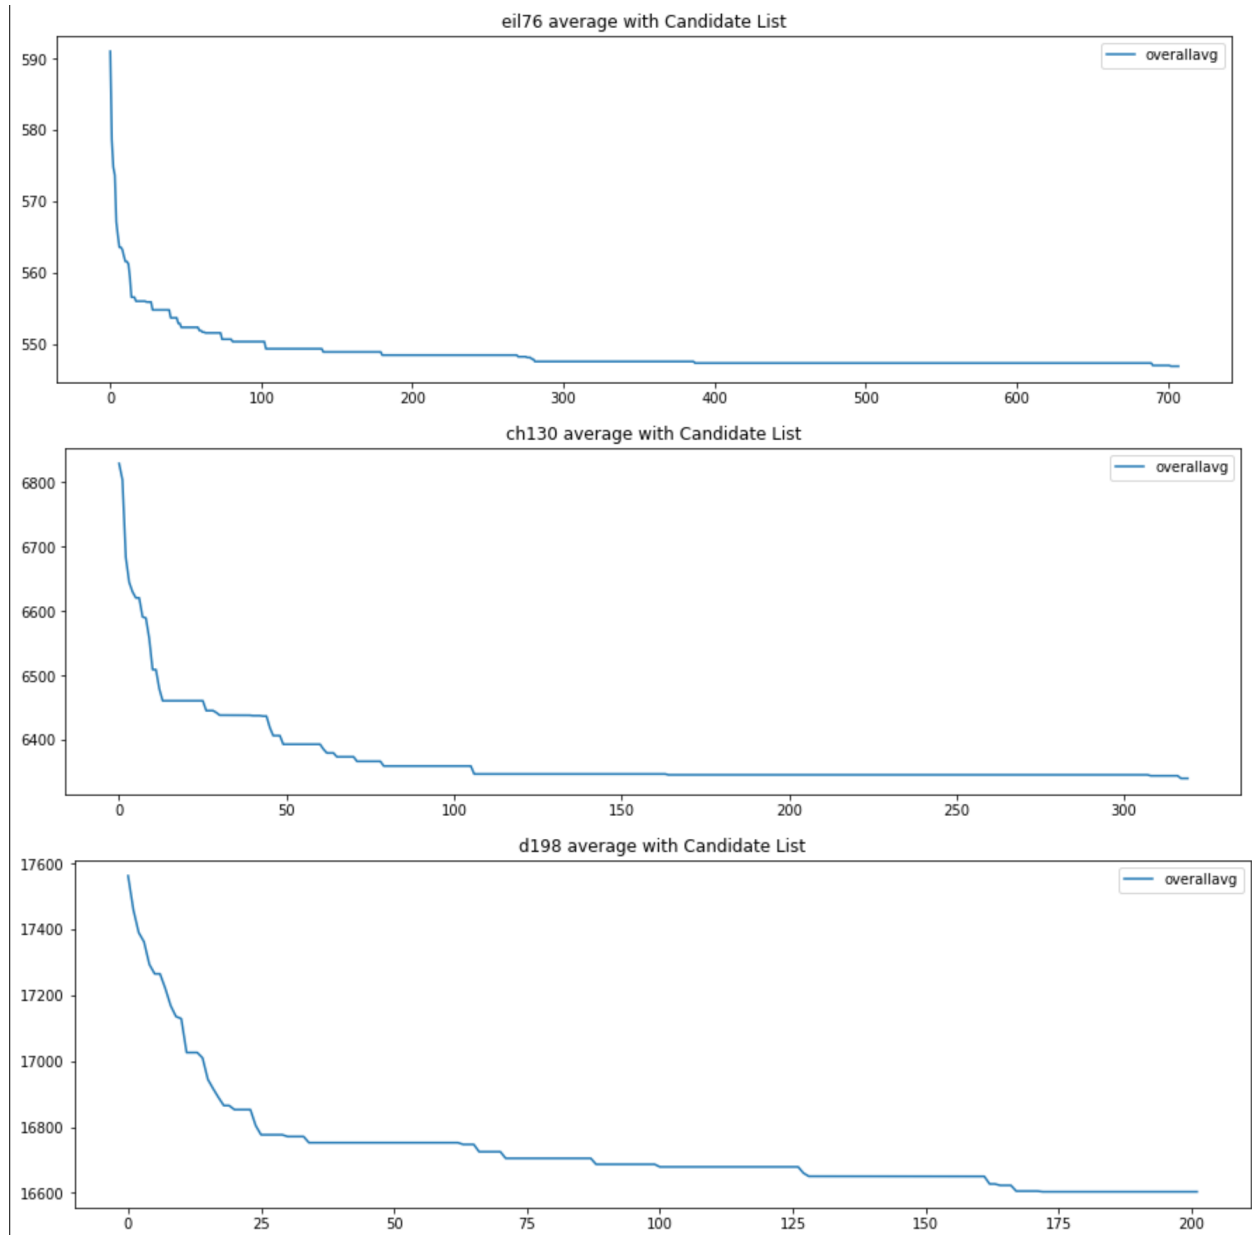 eil76 average with Candidate List
overallavg
590
580
570
560
550
0 100 200 300 400 500 600 700
ch130 average with Candidate List
overallavg
6800
6700
6600
6500
6400
0 50 100 150 200 250 300
d198 average with Candidate List
overallavg
17600
17400
17200
17000
16800
16600
0 25 50 75 100 125 150 175 200